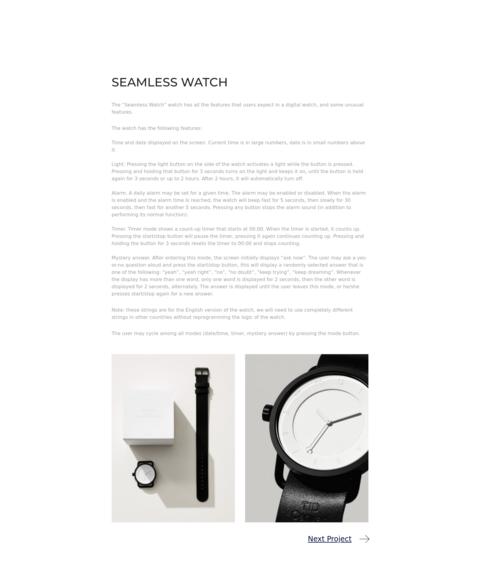 SEAMLESS WATCH
The "Seamless Watch" watch has all the features that users expect in a digital watch, and some unusual
features.
The watch has the following features:
Time and date displayed on the screen. Current time is in large numbers, date is in small numbers above
it.
Light: Pressing the light button on the side of the watch activates a light while the button is pressed.
Pressing and holding that button for 3 seconds turns on the light and keeps it on, until the button is held
again for 3 seconds or up to 2 hours. After 2 hours, it will automatically turn off.
Alarm: A daily alarm may be set for a given time. The alarm may be enabled or disabled. When the alarm
is enabled and the alarm time is reached, the watch will beep fast for 5 seconds, then slowly for 30
seconds, then fast for another 5 seconds. Pressing any button stops the alarm sound (in addition to
performing its normal function).
Timer: Timer mode shows a count-up timer that starts at 00:00. When the timer is started, it counts up.
Pressing the start/stop button will pause the timer, pressing it again continues counting up. Pressing and
holding the button for 3 seconds resets the timer to 00:00 and stops counting.
Mystery answer. After entering this mode, the screen initially displays "ask now". The user may ask a yes-
or-no question aloud and press the start/stop button, this will display a randomly selected answer that is
one of the following: "yeah", "yeah right", "no", "no doubt", "keep trying", "keep dreaming". Whenever
the display has more than one word, only one word is displayed for 2 seconds, then the other word is
displayed for 2 seconds, alternately. The answer is displayed until the user leaves this mode, or he/she
presses start/stop again for a new answer.
Note: these strings are for the English version of the watch, we will need to use completely different
strings in other countries without reprogramming the logic of the watch.
The user may cycle among all modes (date/time, timer, mystery answer) by pressing the mode button.
Next Project